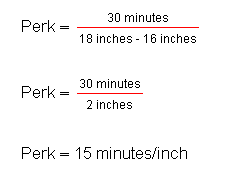 Perk = 30 minutes / 18 inches - 16 inches
Perk = 30 minutes / 2 inches
Perk = 15 minutes/inch